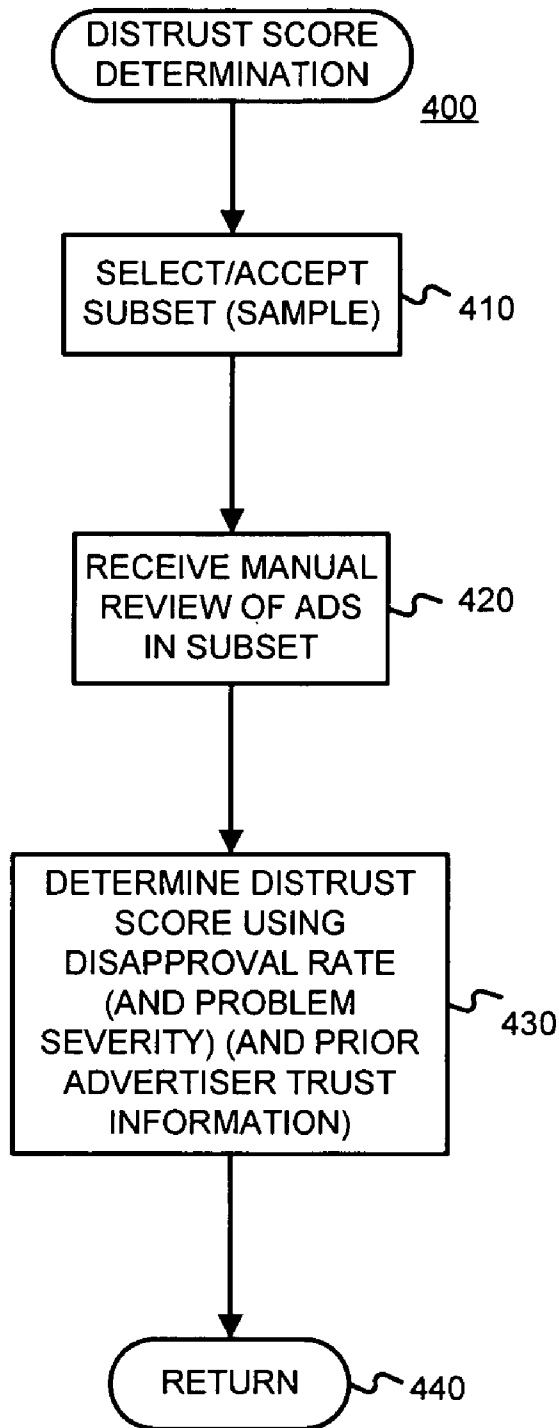 DISTRUST SCORE
DETERMINATION
400
SELECT/ACCEPT
SUBSET (SAMPLE)
410
RECEIVE MANUAL
REVIEW OF ADS
IN SUBSET
420
DETERMINE DISTRUST
SCORE USING
DISAPPROVAL RATE
(AND PROBLEM
SEVERITY) (AND PRIOR
ADVERTISER TRUST
INFORMATION)
430
RETURN
440